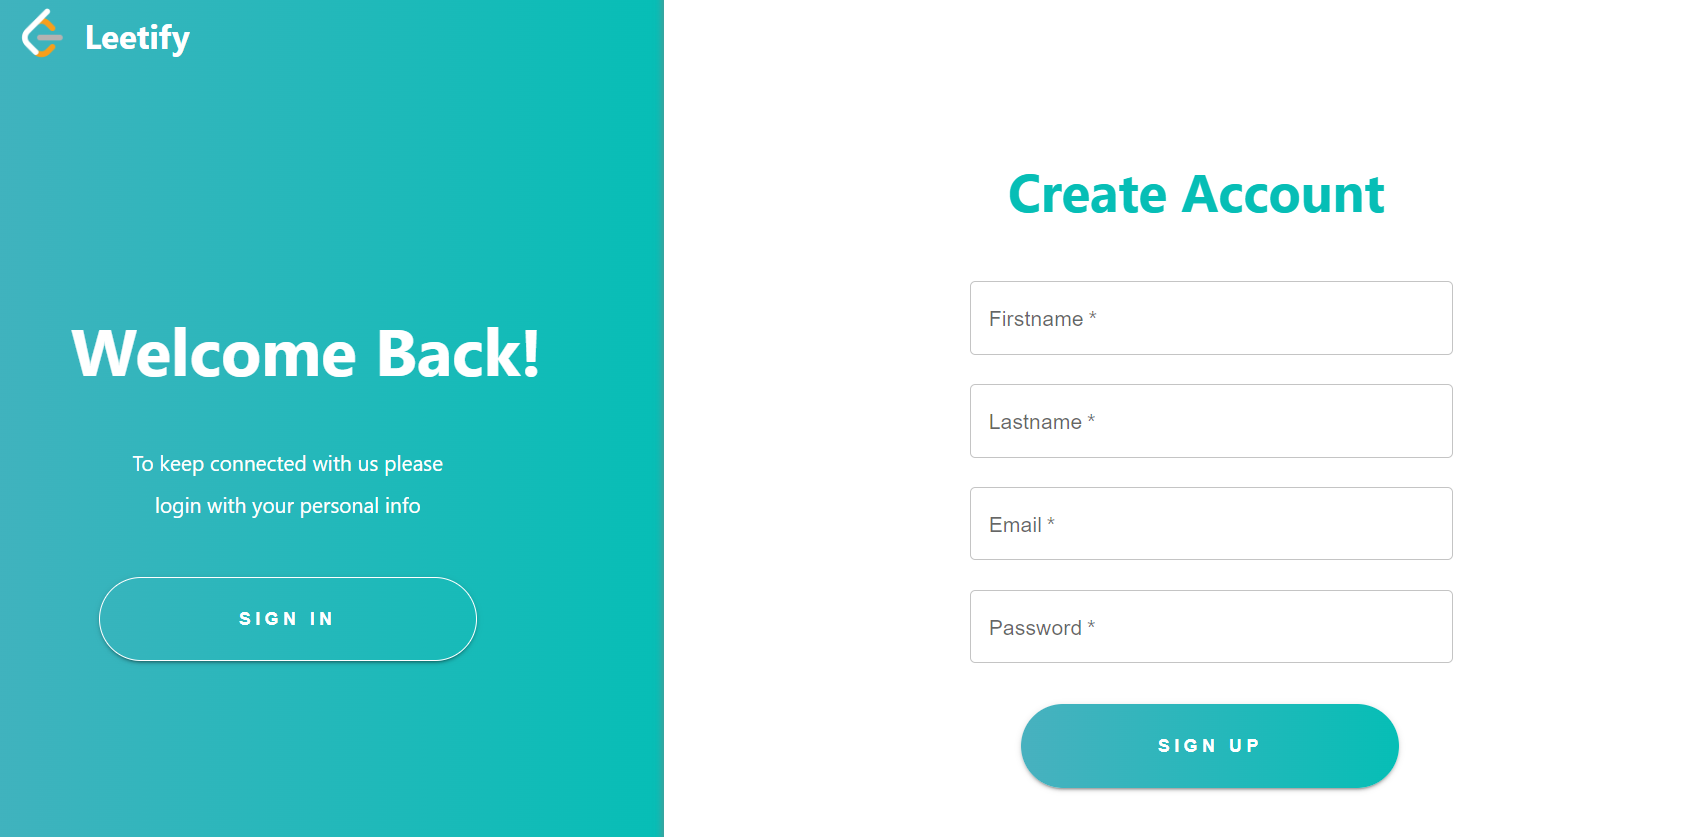 Leetify
Welcome Back!
To keep connected with us please
login with your personal info
SIGN IN
Create Account
Firstname *
Lastname *
Email *
Password *
SIGN UP